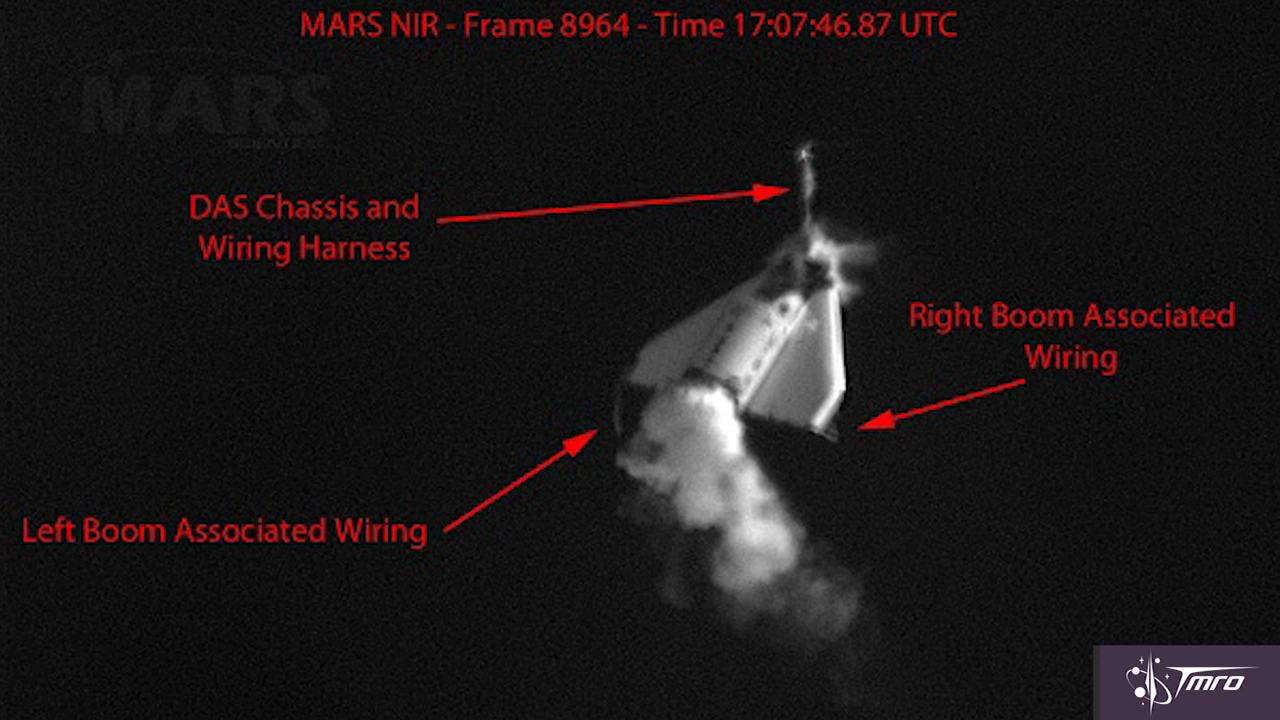 MARS NIR - Frame 8964 - Time 17:07:46.87 UTC
MARS
DAS Chassis and
Wiring Harness
Right Boom Associated
Wiring
Left Boom Associated Wiring
Tmro